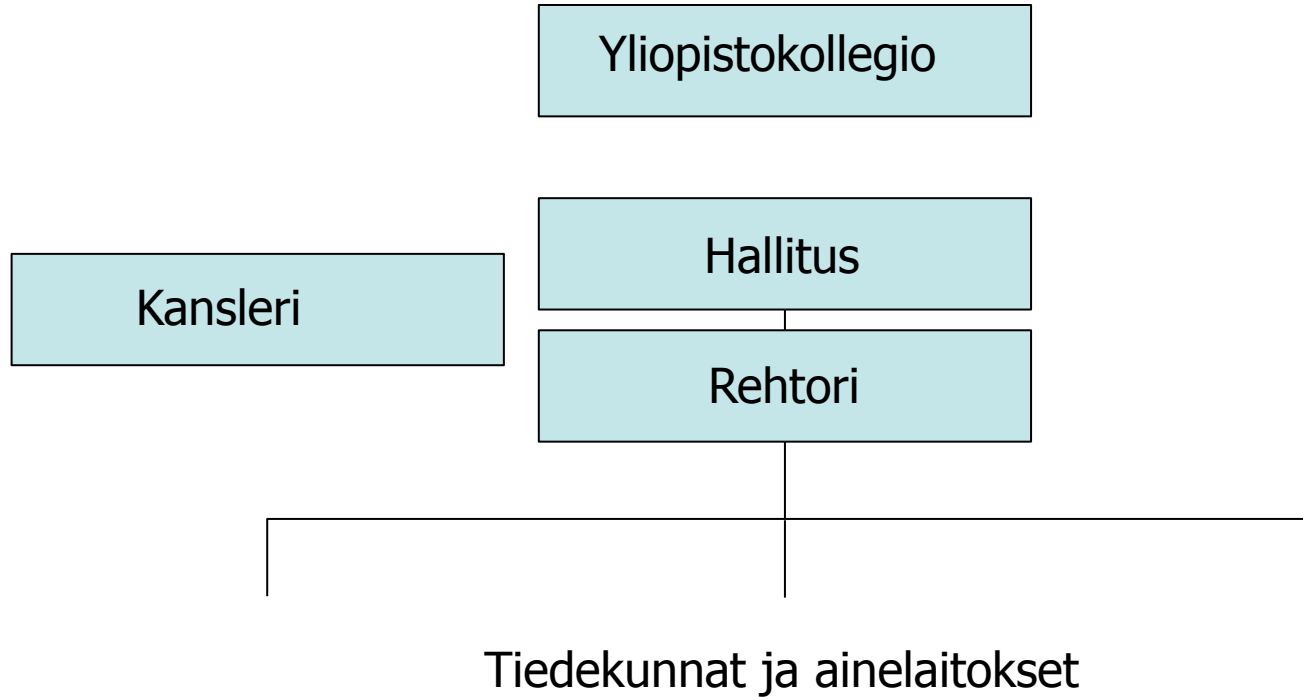 Yliopistokollegio
Hallitus
Kansleri
Rehtori
Tiedekunnat ja ainelaitokset